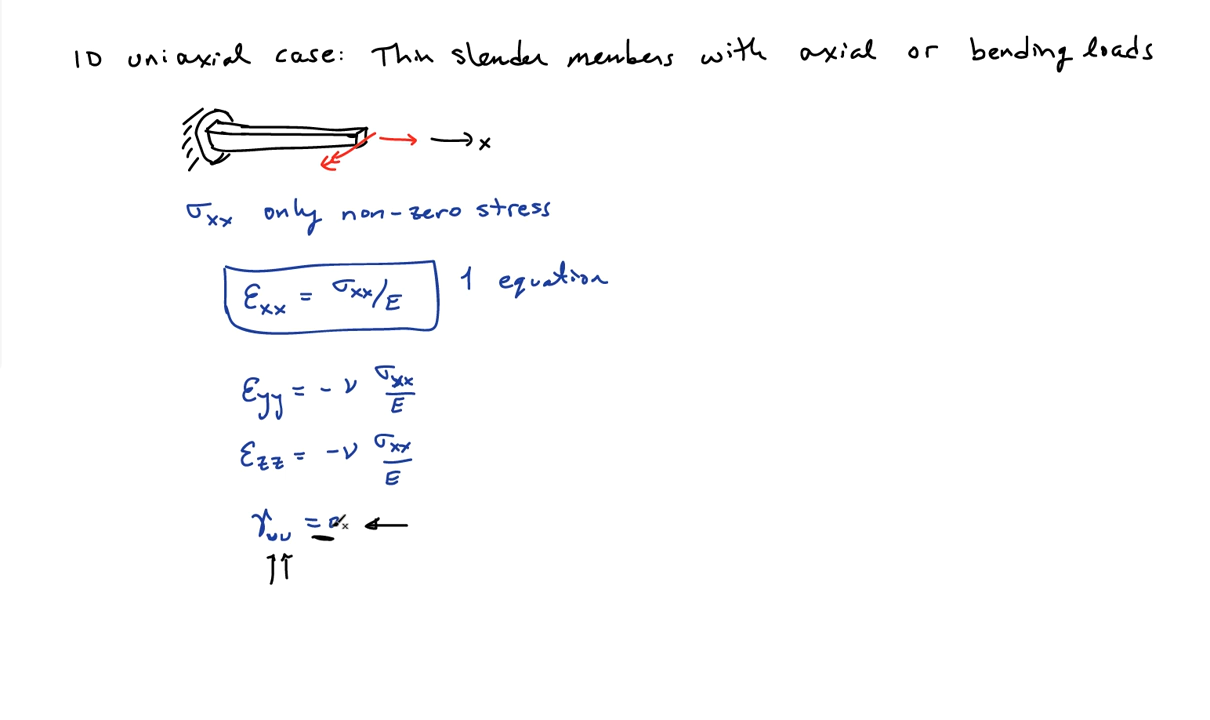 1D uniaxial case: Thin slender members with axial or bending loads
→ x
σxx only non-zero stress
εxx = σxx/E 1 equation
εyy = -ν σxx/E
εzz = -ν σxx/E